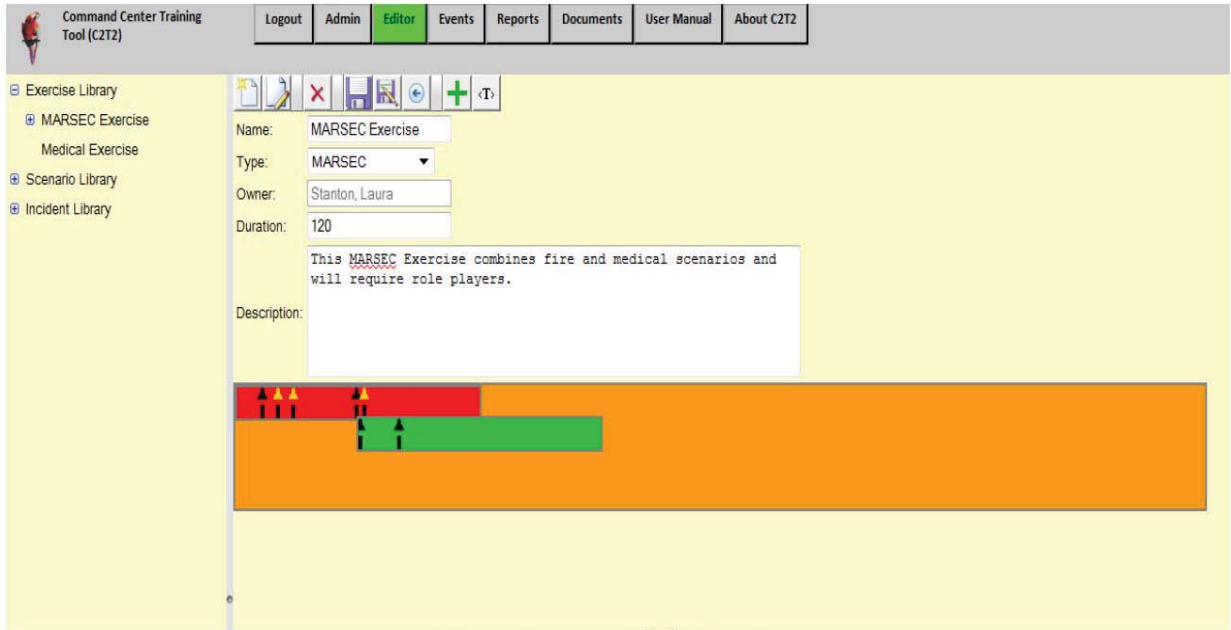 Command Center Training
Tool (C2T2)
Logout
Admin
Editor
Events
Reports
Documents
User Manual
About C2T2
Exercise Library
MARSEC Exercise
Medical Exercise
Scenario Library
Incident Library
<T>
Name: MARSEC Exercise
Type: MARSEC
Owner: Stanton, Laura
Duration: 120
Description:
This MARSEC Exercise combines fire and medical scenarios and
will require role players.